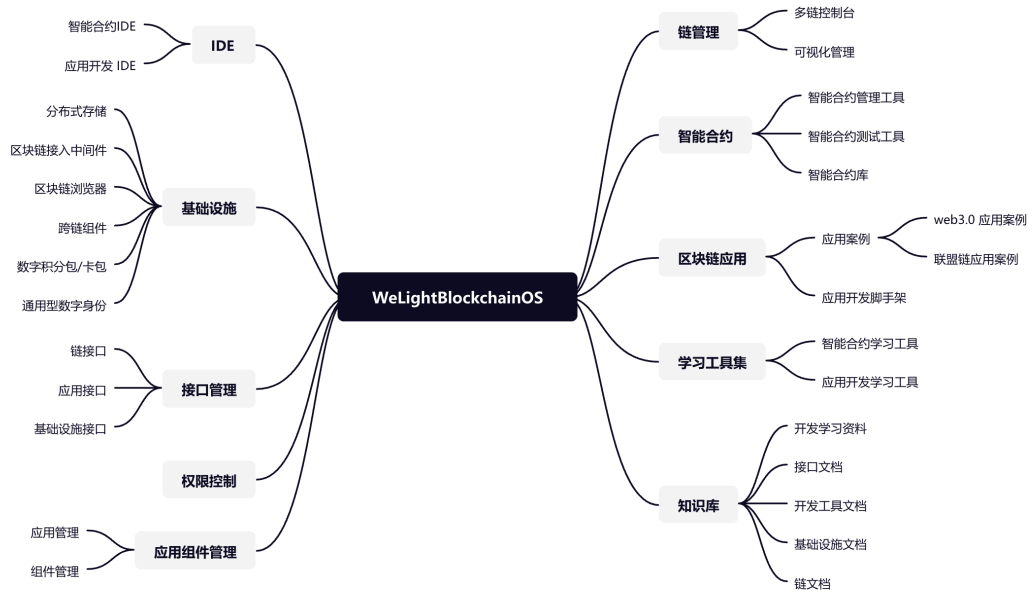 WeLightBlockchainOS
链管理
多链控制台
可视化管理
智能合约
智能合约管理工具
智能合约测试工具
智能合约库
区块链应用
应用案例
web3.0 应用案例
联盟链应用案例
应用开发脚手架
学习工具集
智能合约学习工具
应用开发学习工具
知识库
开发学习资料
接口文档
开发工具文档
基础设施文档
链文档
IDE
智能合约IDE
应用开发 IDE
基础设施
分布式存储
区块链接入中间件
区块链浏览器
跨链组件
数字积分包/卡包
通用型数字身份
接口管理
链接口
应用接口
基础设施接口
权限控制
应用组件管理
应用管理
组件管理